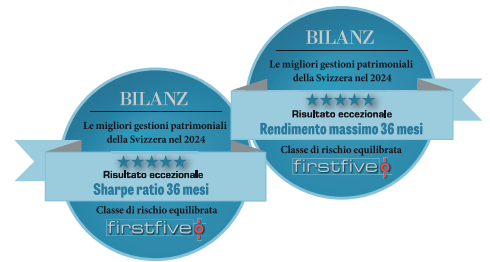 BILANZ
Le migliori gestioni patrimoniali
della Svizzera nel 2024
Risultato eccezionale
Sharpe ratio 36 mesi
Classe di rischio equilibrata
firstfive
BILANZ
Le migliori gestioni patrimoniali
della Svizzera nel 2024
Risultato eccezionale
Rendimento massimo 36 mesi
Classe di rischio equilibrata
firstfive